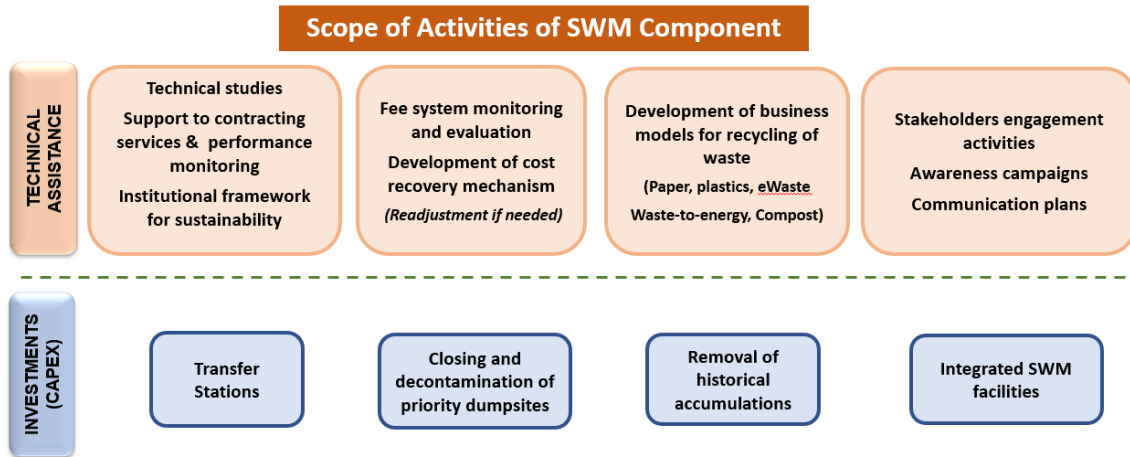 Scope of Activities of SWM Component
TECHNICAL
ASSISTANCE
Technical studies
Support to contracting
services & performance
monitoring
Institutional framework
for sustainability
Fee system monitoring
and evaluation
Development of cost
recovery mechanism
(Readjustment if needed)
Development of business
models for recycling of
waste
(Paper, plastics, eWaste
Waste-to-energy, Compost)
Stakeholders engagement
activities
Awareness campaigns
Communication plans
INVESTMENTS
(CAPEX)
Transfer
Stations
Closing and
decontamination of
priority dumpsites
Removal of
historical
accumulations
Integrated SWM
facilities